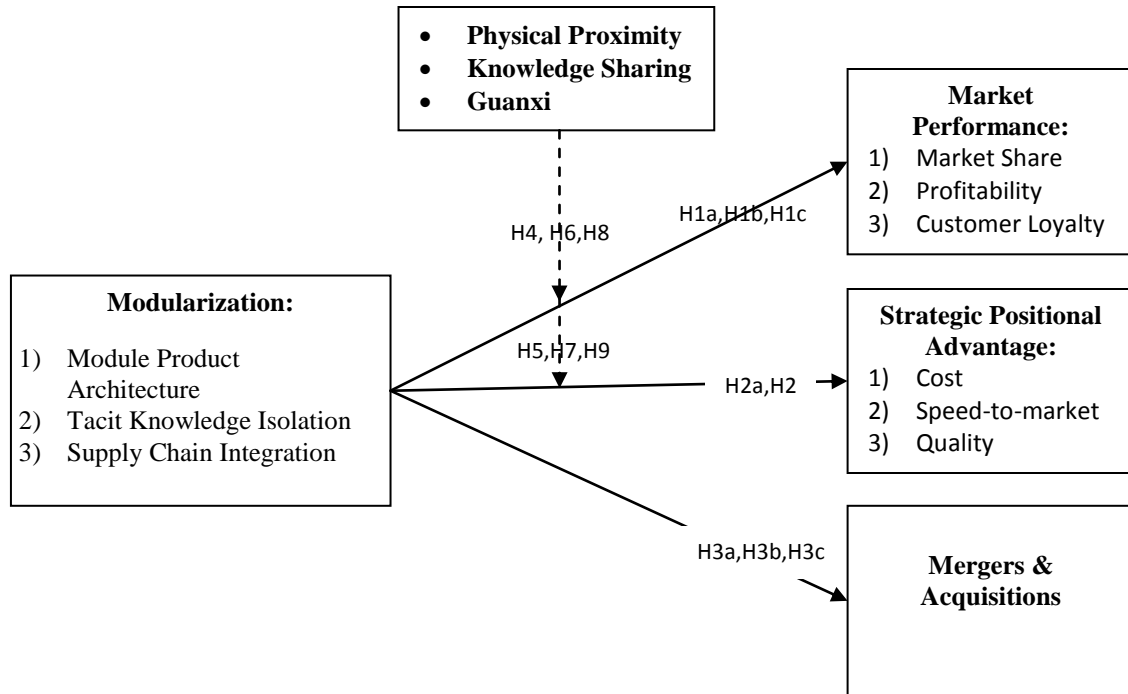 • Physical Proximity
• Knowledge Sharing
• Guanxi
Market
Performance:
1) Market Share
2) Profitability
3) Customer Loyalty
H1a,H1b,H1c
H4, H6,H8
Modularization:
1) Module Product
Architecture
2) Tacit Knowledge Isolation
3) Supply Chain Integration
H5,H7,H9
H2a,H2
Strategic Positional
Advantage:
1) Cost
2) Speed-to-market
3) Quality
H3a,H3b,H3c
Mergers &
Acquisitions